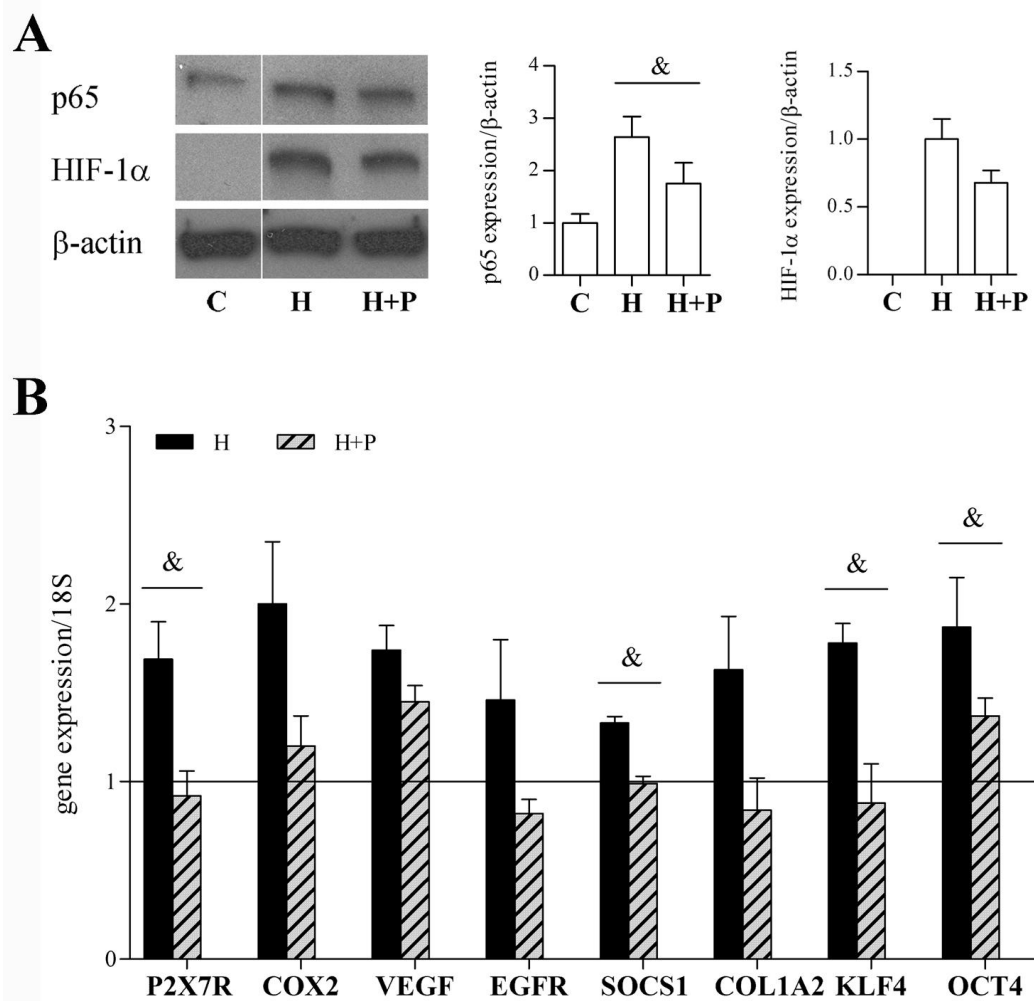 A
p65
HIF-1α
β-actin
C H H+P
p65 expression/β-actin
4
3
2
1
0
&
C H H+P
HIF-1α expression/β-actin
1.5
1.0
0.5
0.0
C H H+P
B
gene expression/18S
3
2
1
0
H H+P
& & & &
P2X7R COX2 VEGF EGFR SOCS1 COL1A2 KLF4 OCT4